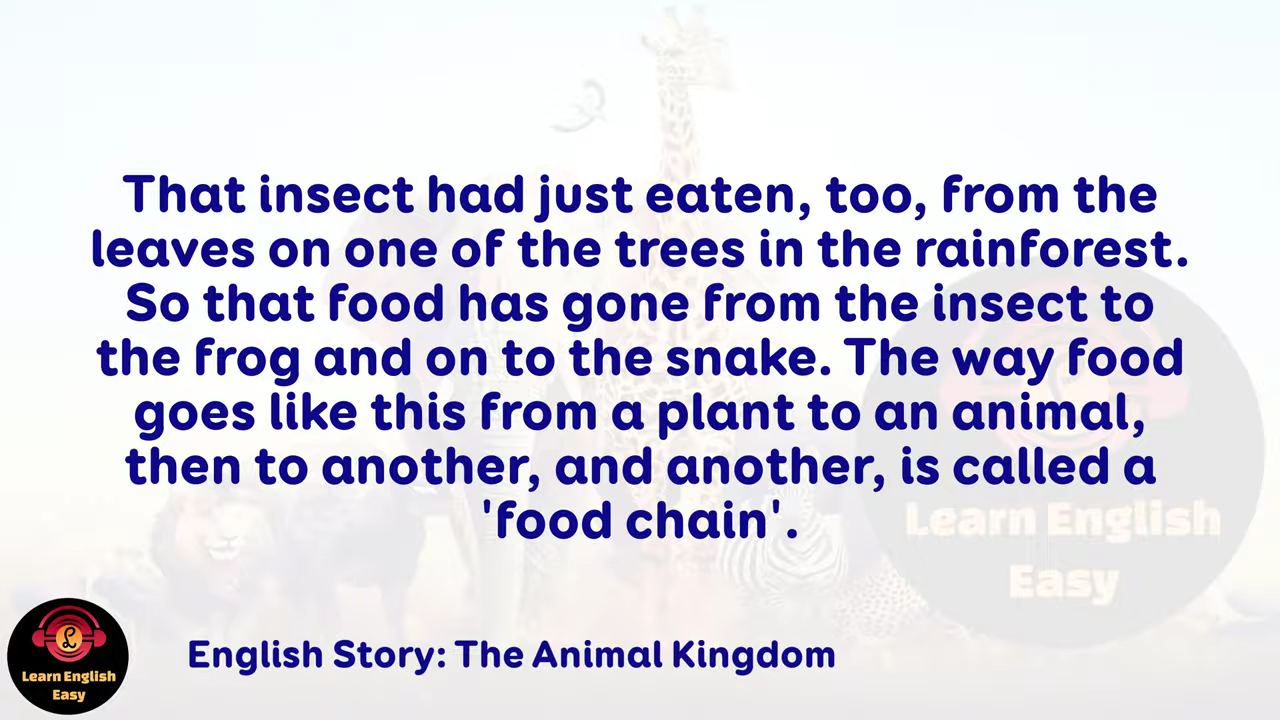 That insect had just eaten, too, from the
leaves on one of the trees in the rainforest.
So that food has gone from the insect to
the frog and on to the snake. The way food
goes like this from a plant to an animal,
then to another, and another, is called a
'food chain'.
Learn English
Easy
English Story: The Animal Kingdom
L
Learn English
Easy